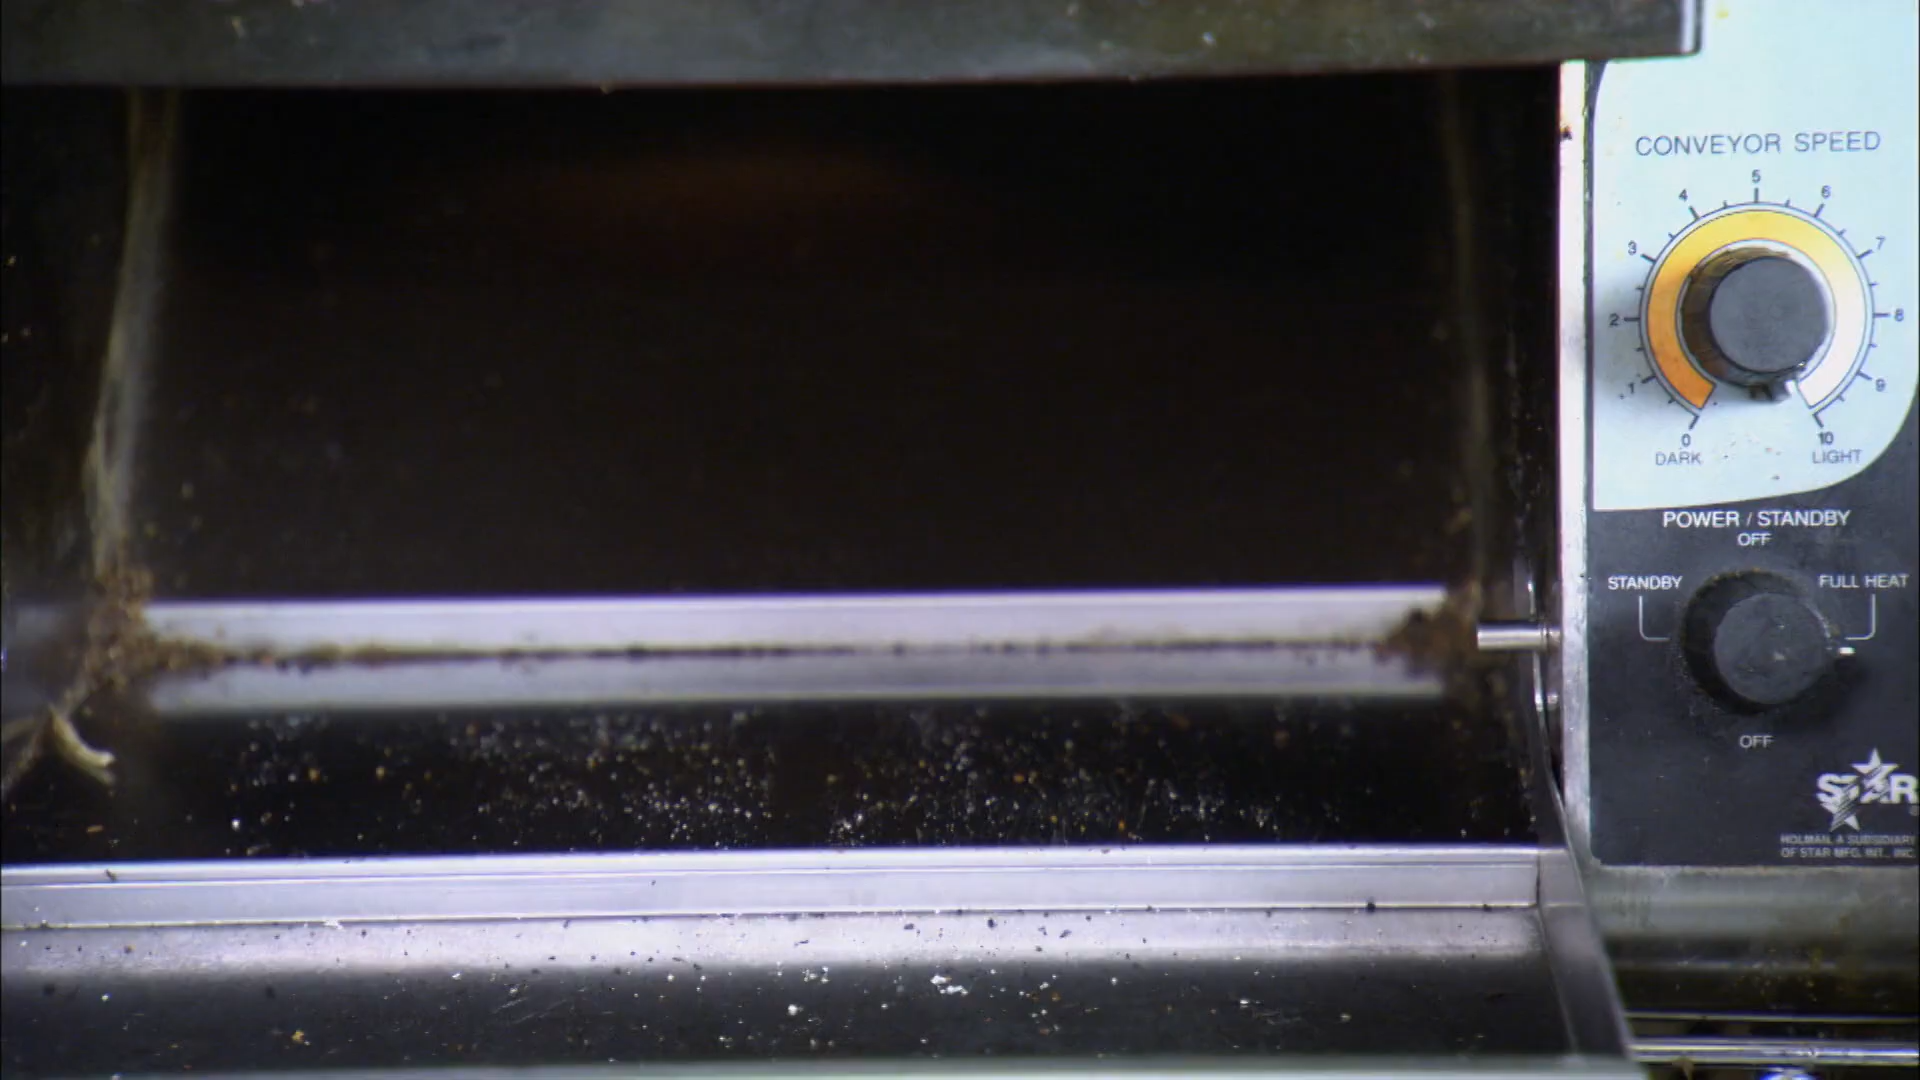 CONVEYOR SPEED
5
4
6
3
7
2
8
1
9
0
10
DARK
LIGHT
POWER / STANDBY
OFF
STANDBY
FULL HEAT
OFF
STAR
HOLMAN, A SUBSIDIARY
OF STAR MFG. INT., INC.